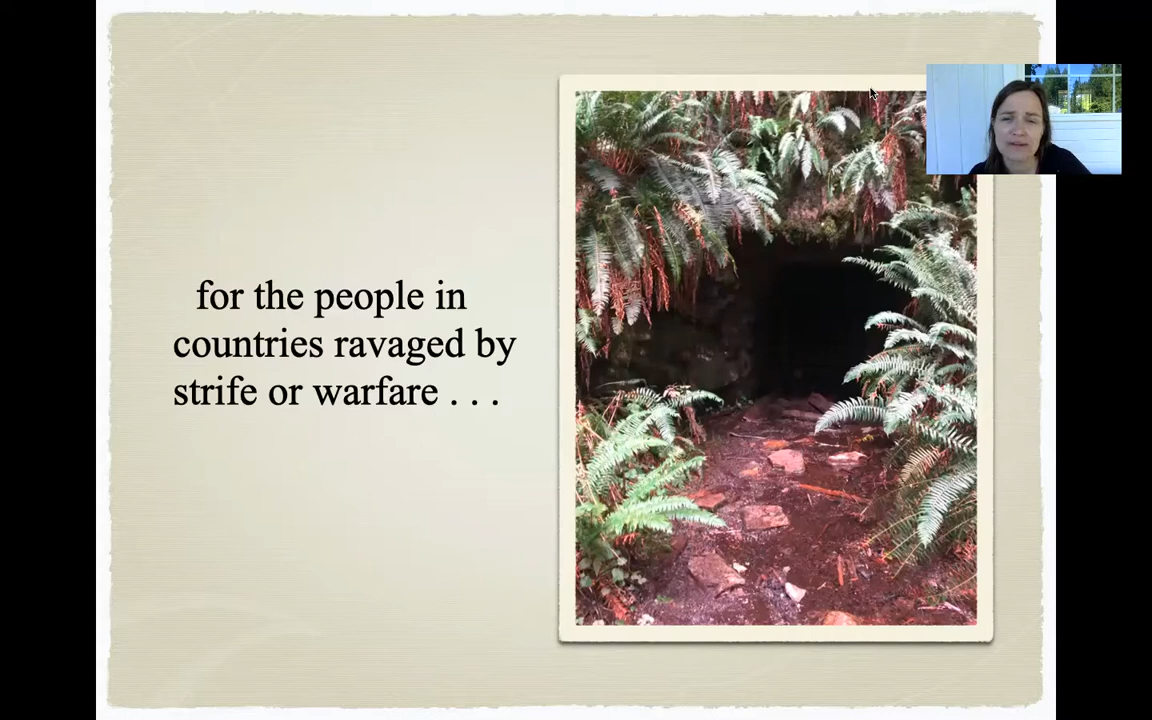 for the people in
countries ravaged by
strife or warfare . . .